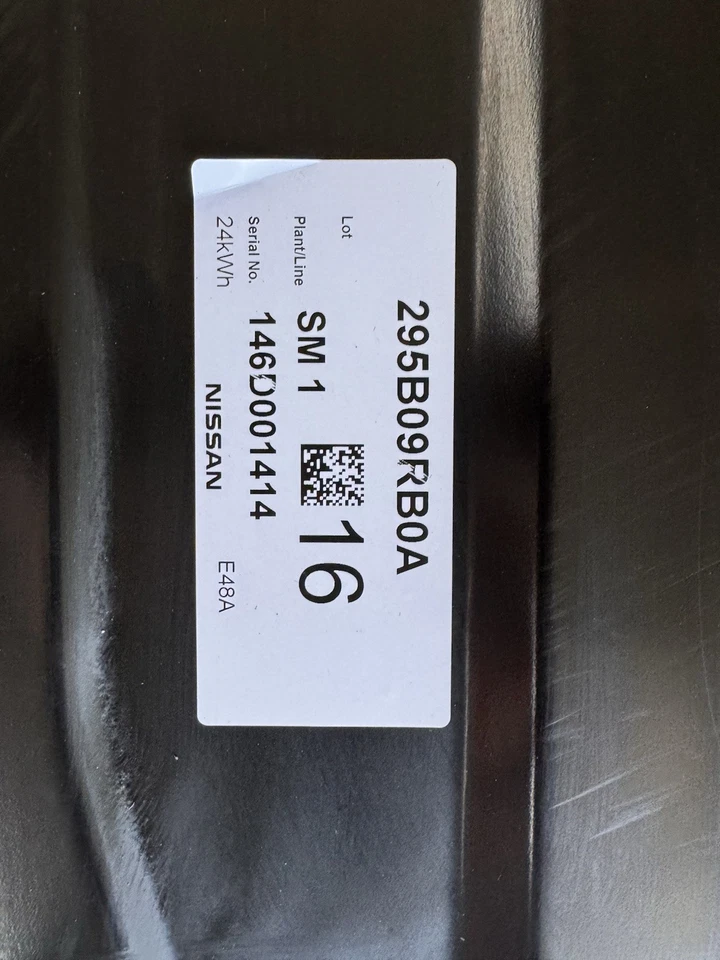 295B09RB0A
Lot
16
Plant/Line SM 1
Serial No. 146D001414
24kWh NISSAN E48A